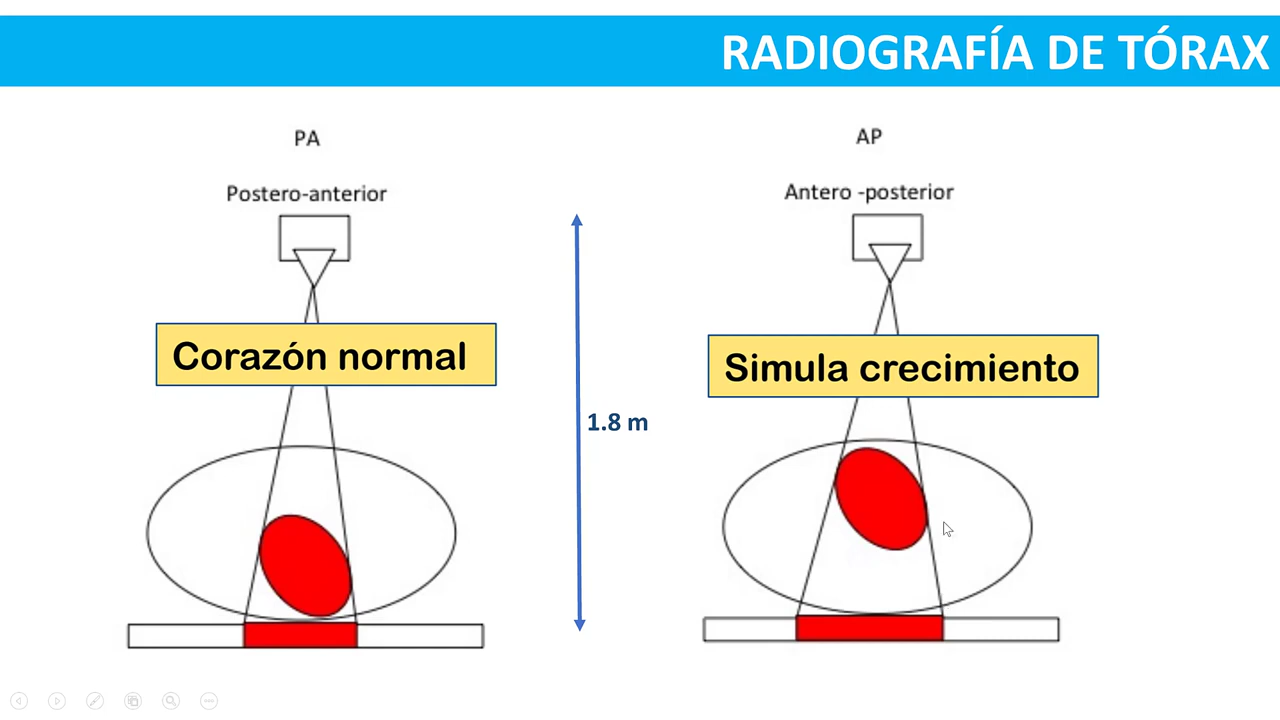 RADIOGRAFÍA DE TÓRAX
PA
Postero-anterior
Corazón normal
1.8 m
AP
Antero -posterior
Simula crecimiento